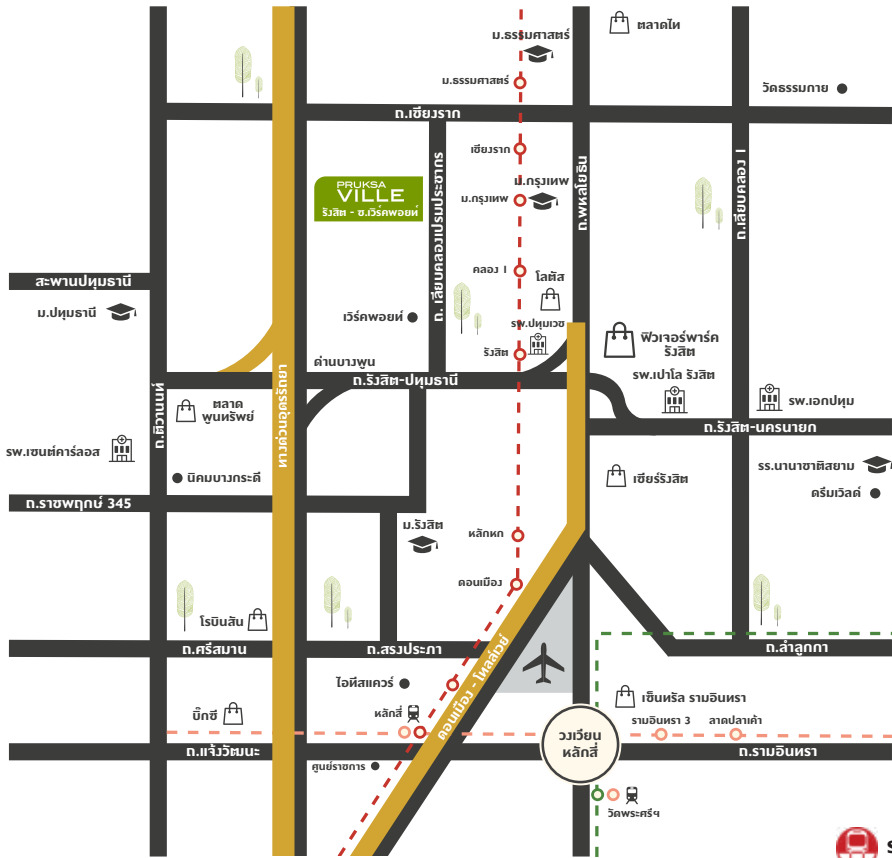 ม.ธรรมศาสตร์
ตลาดไท
ม.ธรรมศาสตร์
วัดธรรมกาย
ถ.เชียงราก
เชียงราก
ถ. เลียบคลองเปรมประชากร
ถ.พหลโยธิน
ถ.เลียบคลอง 1
PRUKSA
VILLE
รังสิต - ซ.เวิร์คพอยท์
ม.กรุงเทพ
ม.กรุงเทพ
สะพานปทุมธานี
ม.ปทุมธานี
คลอง 1
โลตัส
เวิร์คพอยท์
รพ.ปทุมเวช
รังสิต
ฟิวเจอร์พาร์ค
รังสิต
ด่านบางพูน
ถ.รังสิต-ปทุมธานี
รพ.เปาโล รังสิต
ถ.ติวานนท์
ทางด่วนอุดรรัถยา
ตลาด
พูนทรัพย์
รพ.เอกปทุม
ถ.รังสิต-นครนายก
รพ.เซนต์คาร์ลอส
นิคมบางกระดี
เซียร์รังสิต
รร.นานาชาติสยาม
ดรีมเวิลด์
ถ.ราชพฤกษ์ 345
ม.รังสิต
หลักหก
ดอนเมือง
โรบินสัน
ถ.ศรีสมาน
ถ.สรงประภา
ถ.ลำลูกกา
ไอทีสแควร์
ดอนเมือง - โทลล์เวย์
เซ็นทรัล รามอินทรา
บิ๊กซี
หลักสี่
รามอินทรา 3
ลาดปลาเค้า
วงเวียน
หลักสี่
ถ.แจ้งวัฒนะ
ถ.รามอินทรา
ศูนย์ราชการ
วัดพระศรีฯ